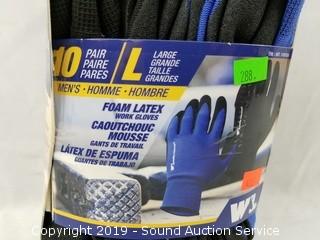 10 PAIR
PAIRE
PARES
L LARGE
GRANDE
TAILLE
GRANDES
MEN'S • HOMME • HOMBRE
288
FOAM LATEX
WORK GLOVES
CAOUTCHOUC
MOUSSE
GANTS DE TRAVAIL
LÁTEX DE ESPUMA
GUANTES DE TRABAJO
Copyright 2019 - Sound Auction Service